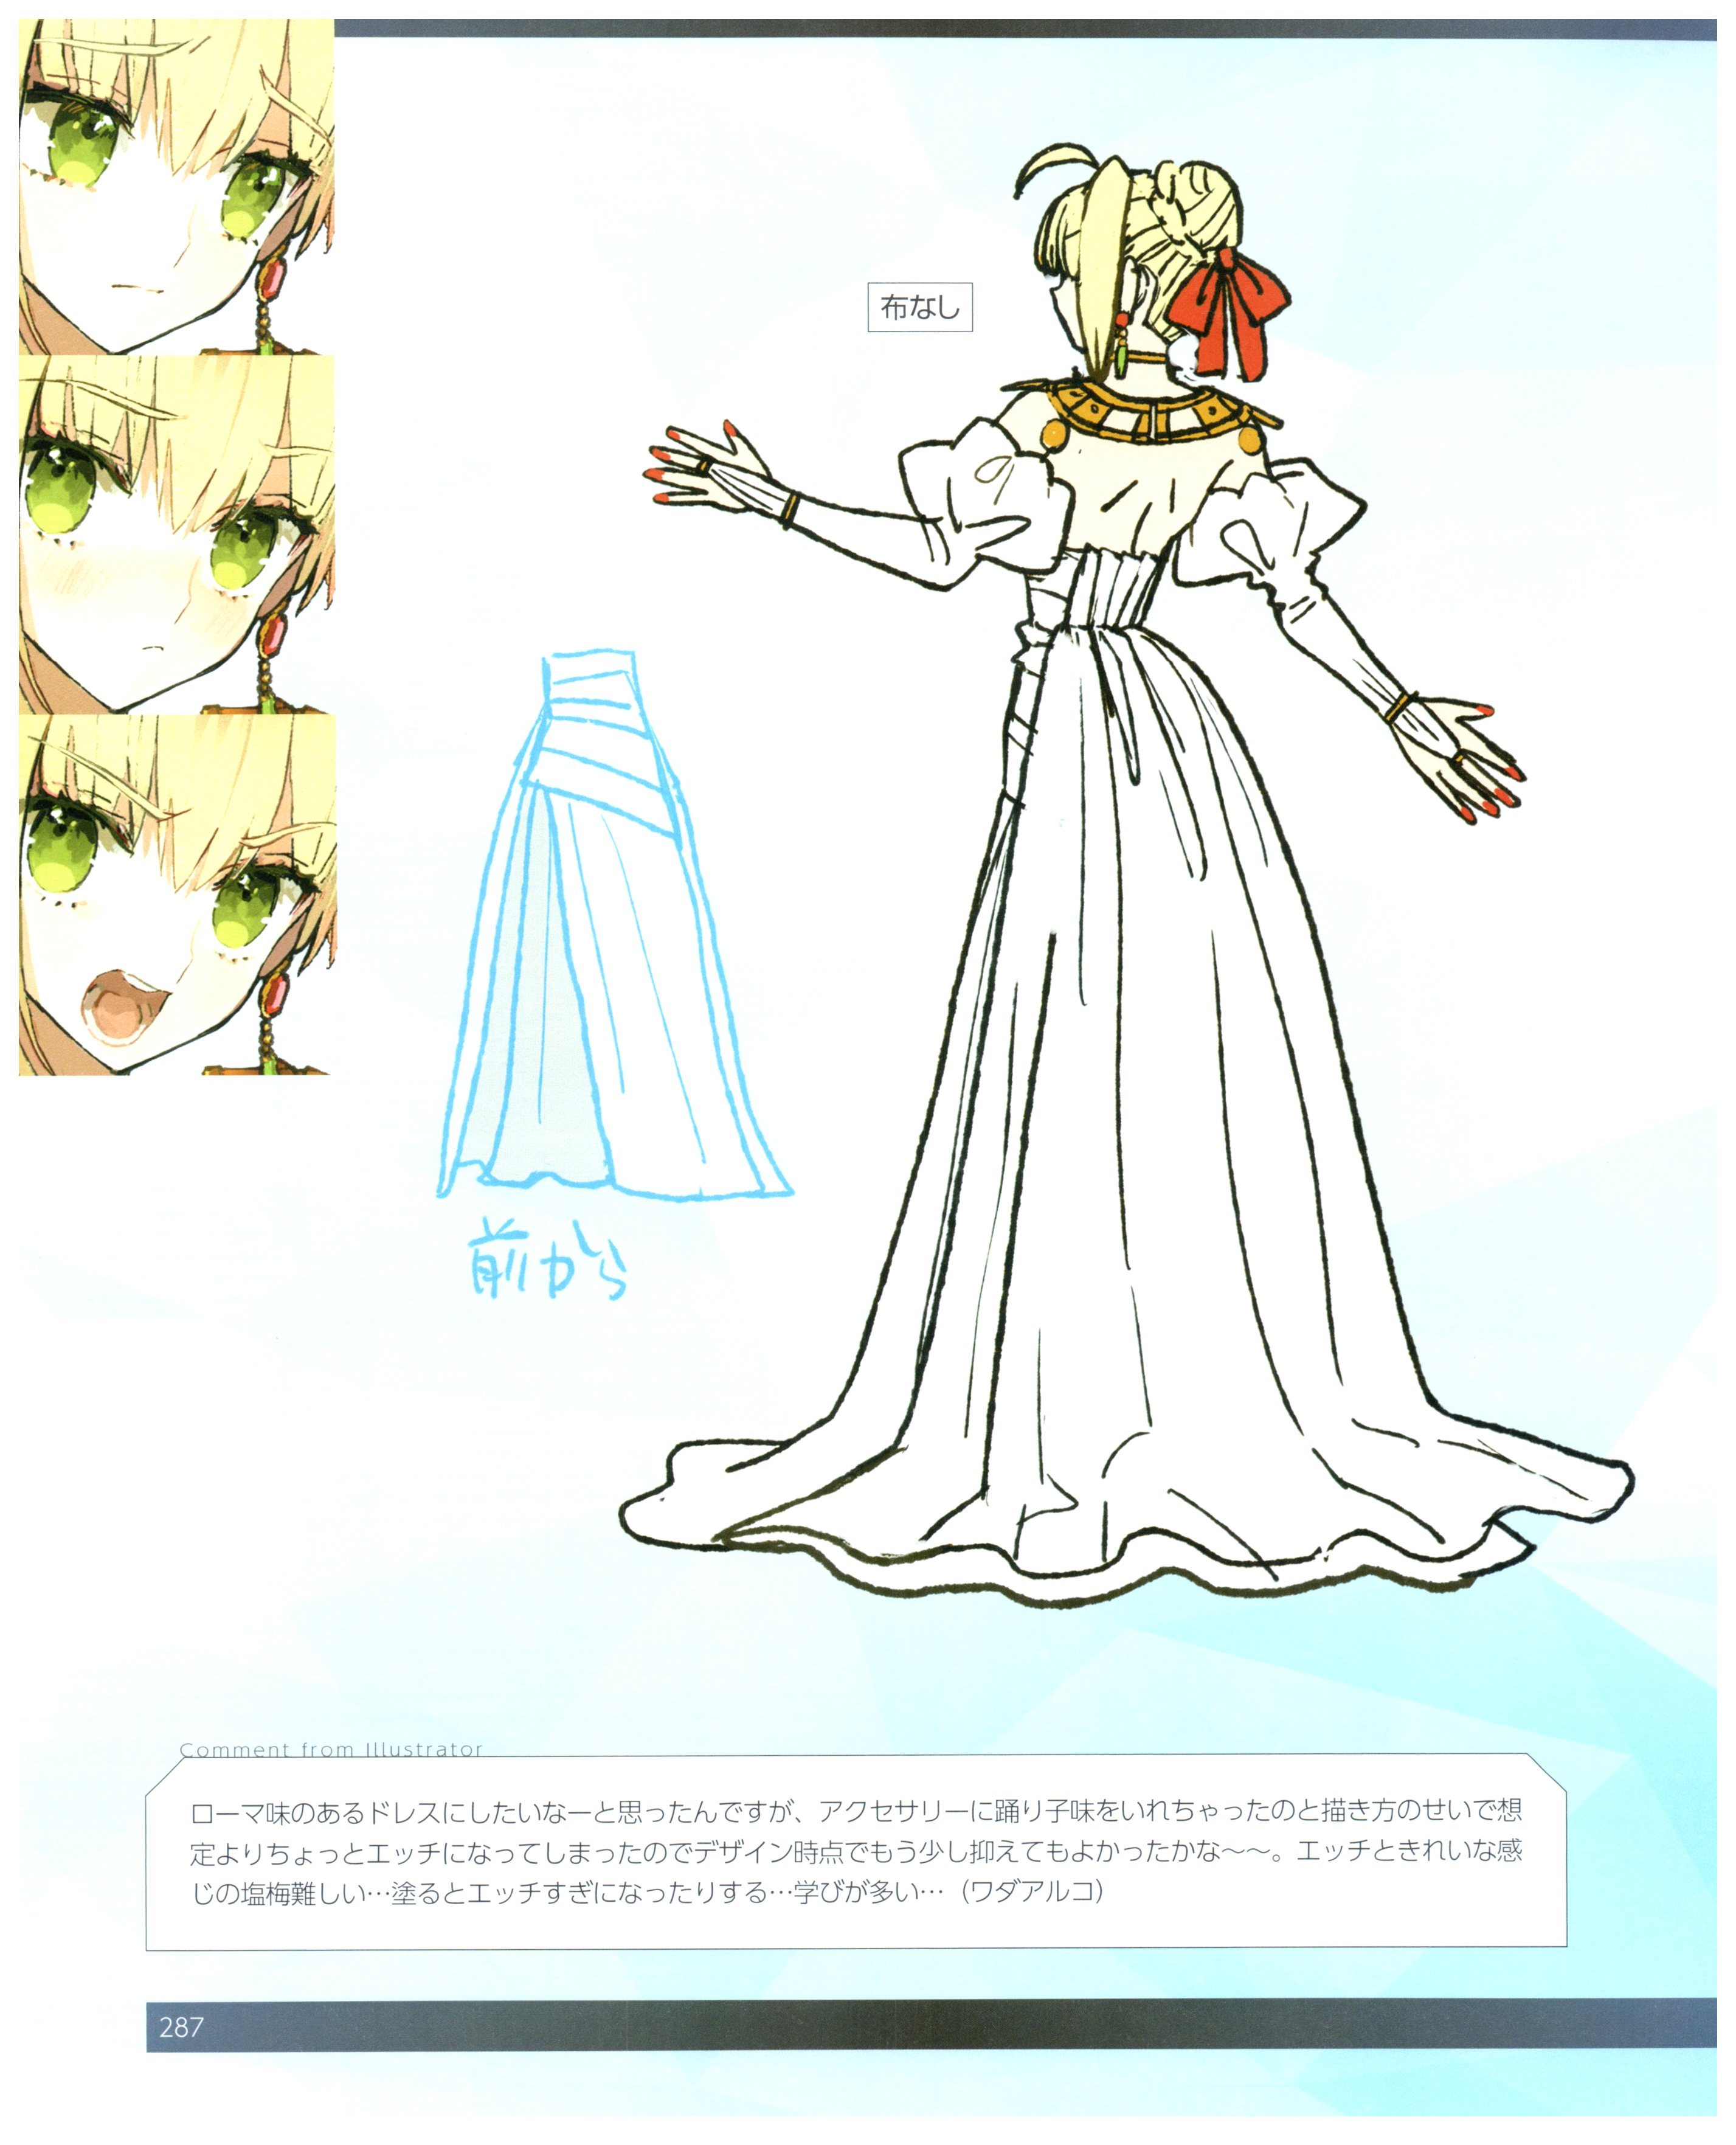 布なし
前から
Comment from Illustrator
ローマ味のあるドレスにしたいなーと思ったんですが、アクセサリーに踊り子味をいれちゃったのと描き方のせいで想
定よりちょっとエッチになってしまったのでデザイン時点でもう少し抑えてもよかったかな〜〜。エッチときれいな感
じの塩梅難しい…塗るとエッチすぎになったりする…学びが多い…（ワダアルコ）
287